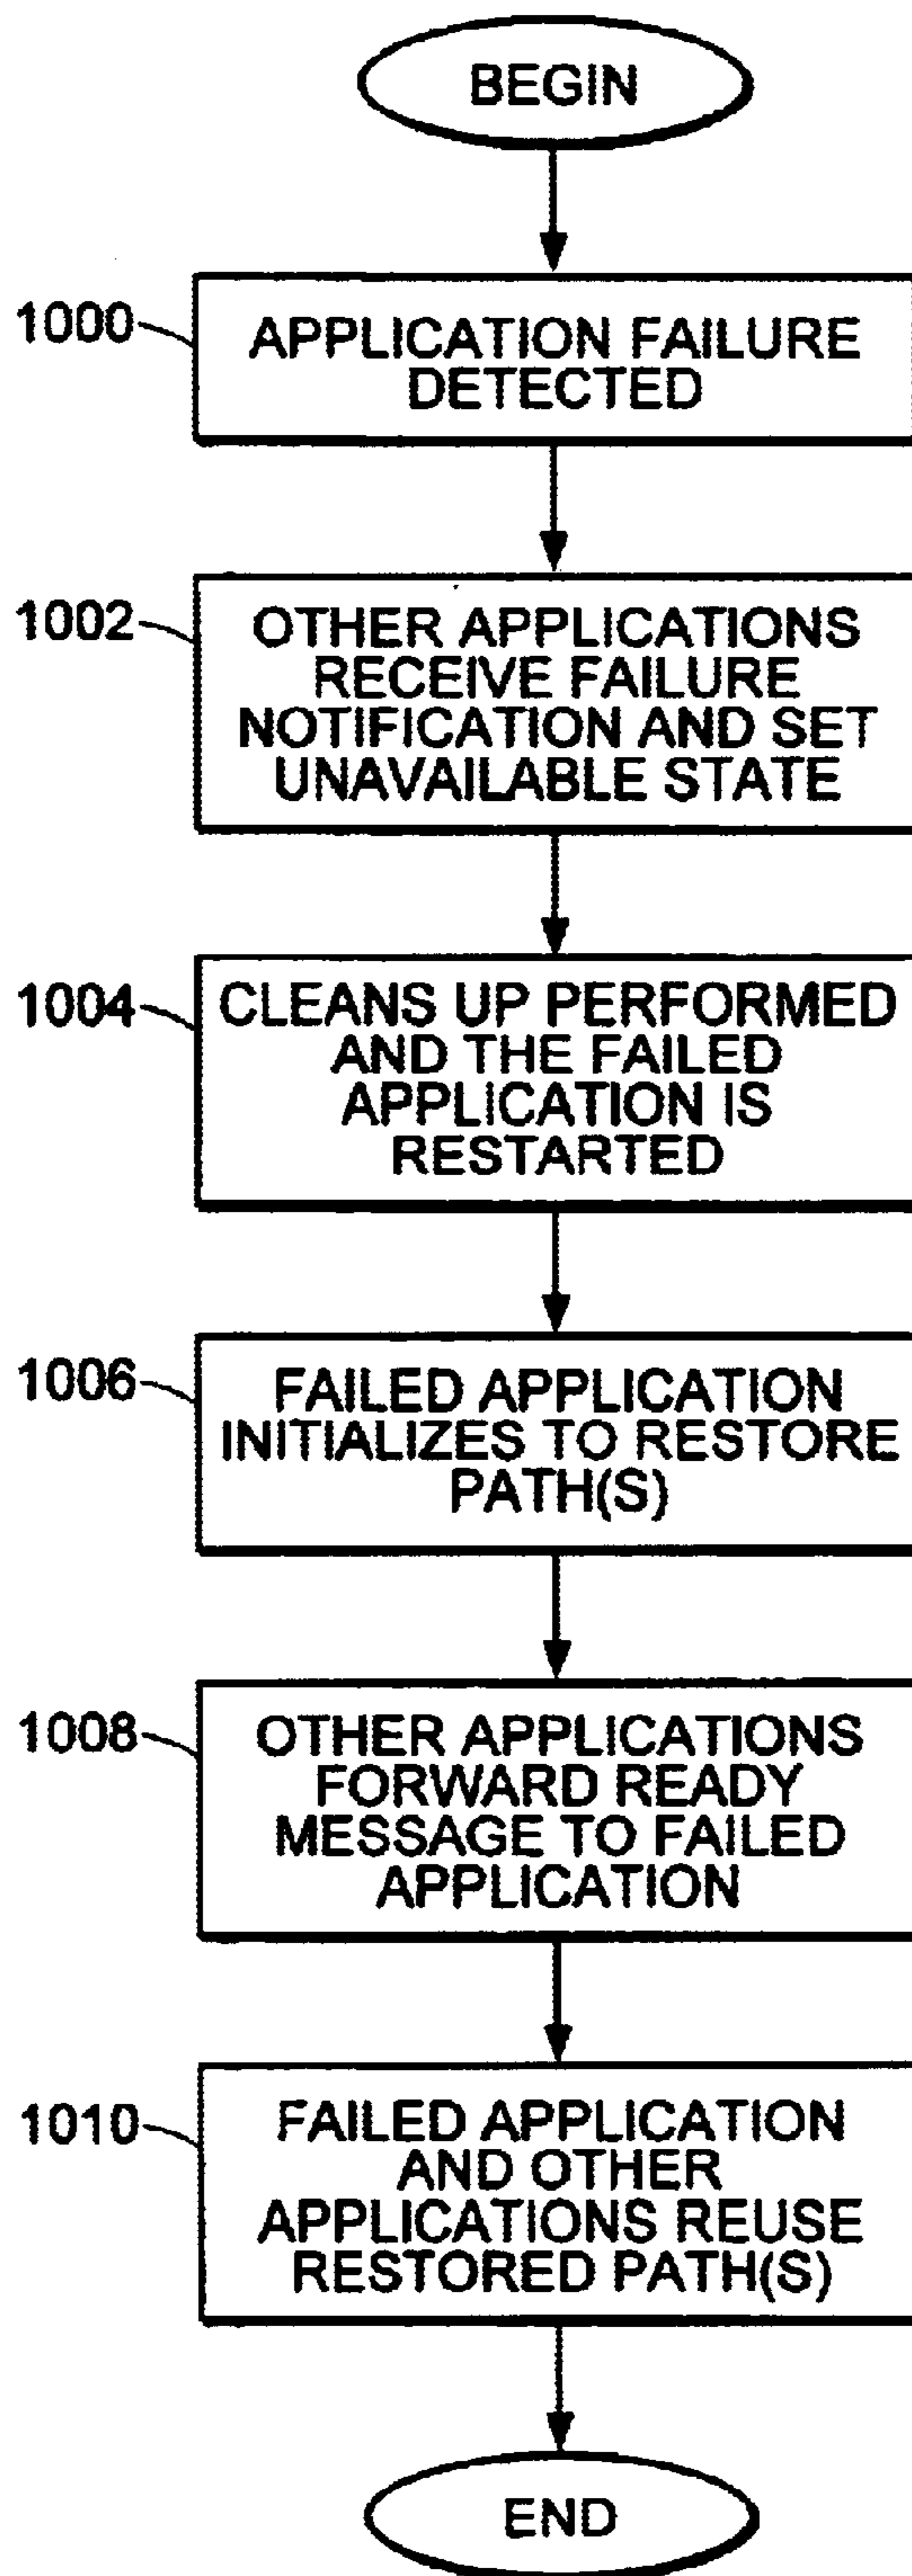 BEGIN
1000
APPLICATION FAILURE
DETECTED
1002
OTHER APPLICATIONS
RECEIVE FAILURE
NOTIFICATION AND SET
UNAVAILABLE STATE
1004
CLEANS UP PERFORMED
AND THE FAILED
APPLICATION IS
RESTARTED
1006
FAILED APPLICATION
INITIALIZES TO RESTORE
PATH(S)
1008
OTHER APPLICATIONS
FORWARD READY
MESSAGE TO FAILED
APPLICATION
1010
FAILED APPLICATION
AND OTHER
APPLICATIONS REUSE
RESTORED PATH(S)
END